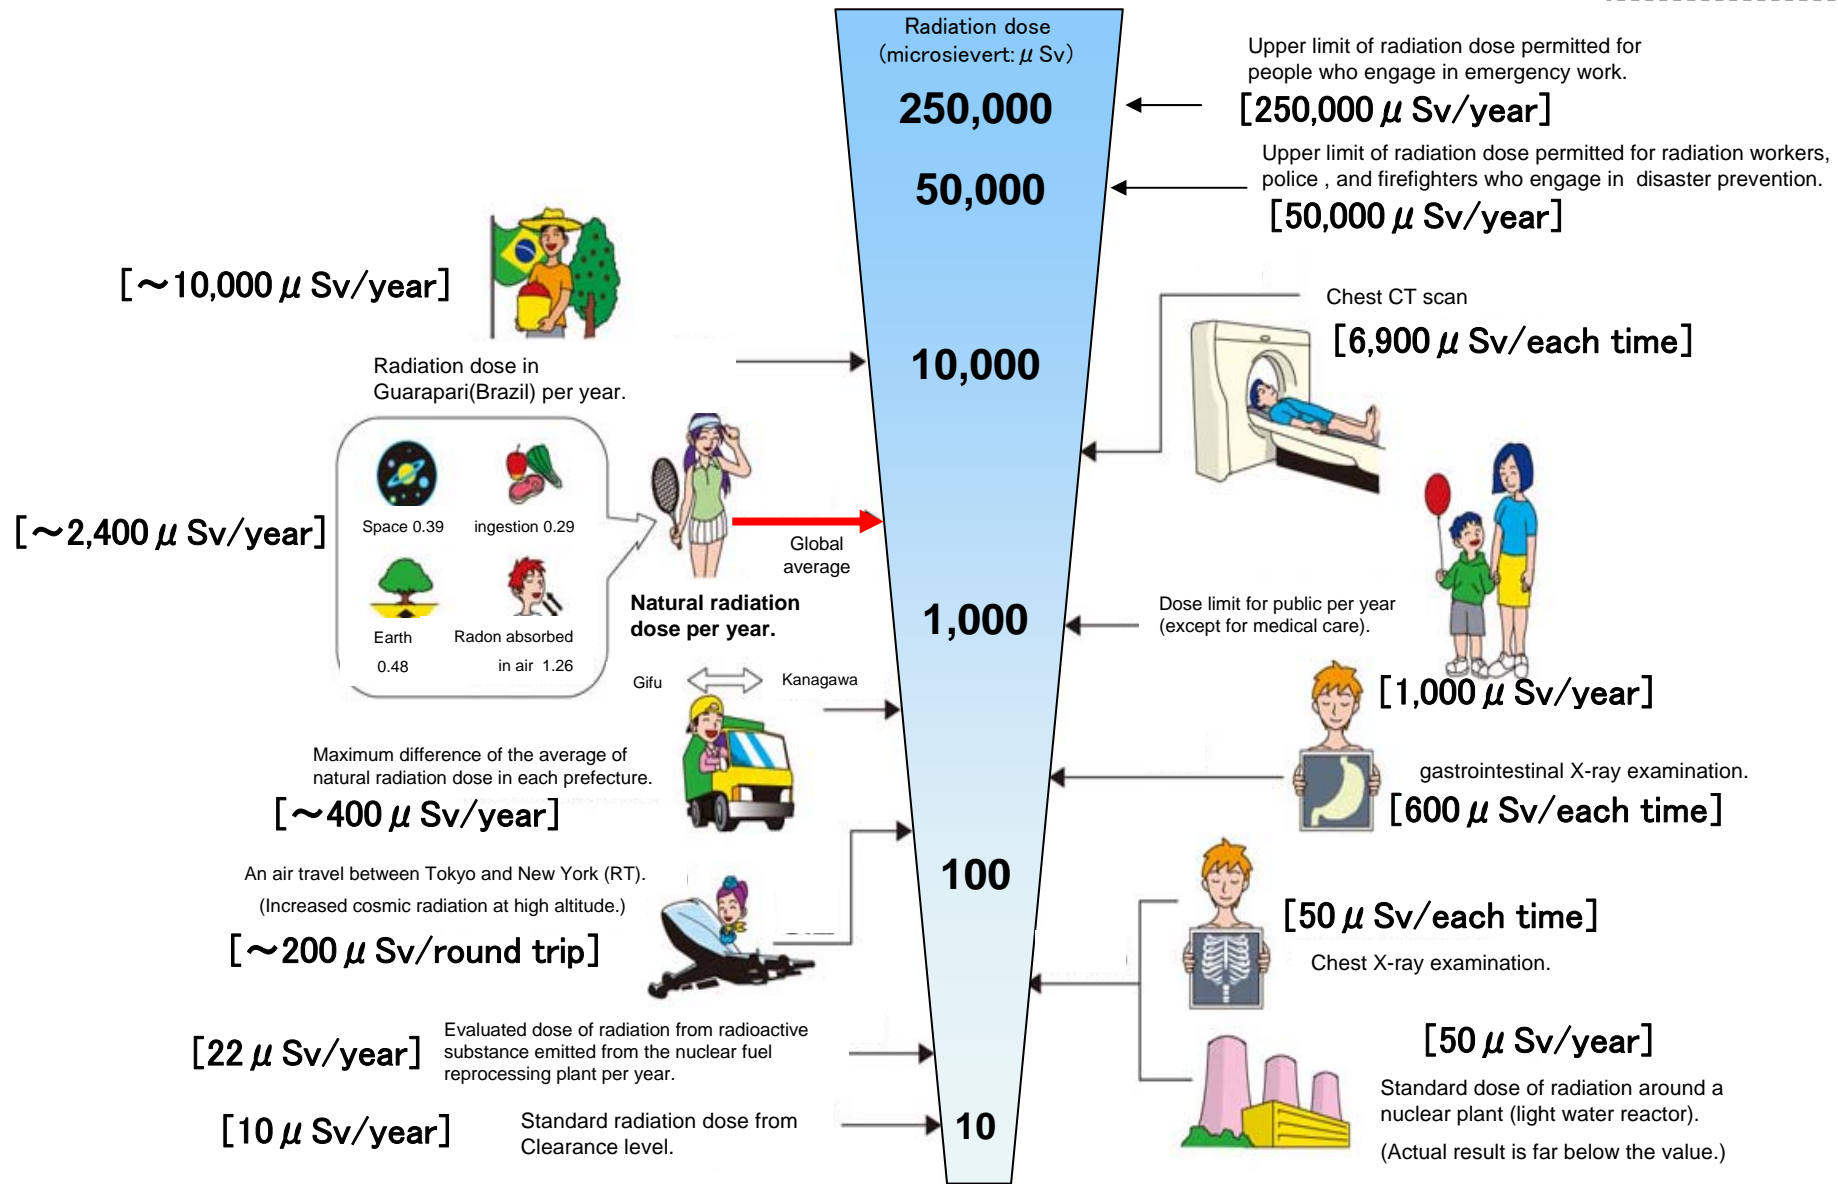 Radiation dose
(microsievert: μ Sv)
250,000
50,000
10,000
1,000
100
10
Upper limit of radiation dose permitted for
people who engage in emergency work.
[250,000 μ Sv/year]
Upper limit of radiation dose permitted for radiation workers,
police , and firefighters who engage in disaster prevention.
[50,000 μ Sv/year]
[~10,000 μ Sv/year]
Radiation dose in
Guarapari(Brazil) per year.
Chest CT scan
[6,900 μ Sv/each time]
[~2,400 μ Sv/year]
Space 0.39
ingestion 0.29
Earth
0.48
Radon absorbed
in air 1.26
Global
average
Natural radiation
dose per year.
Dose limit for public per year
(except for medical care).
[1,000 μ Sv/year]
Gifu
Kanagawa
Maximum difference of the average of
natural radiation dose in each prefecture.
[~400 μ Sv/year]
gastrointestinal X-ray examination.
[600 μ Sv/each time]
An air travel between Tokyo and New York (RT).
(Increased cosmic radiation at high altitude.)
[~200 μ Sv/round trip]
[50 μ Sv/each time]
Chest X-ray examination.
[22 μ Sv/year]
Evaluated dose of radiation from radioactive
substance emitted from the nuclear fuel
reprocessing plant per year.
[50 μ Sv/year]
Standard dose of radiation around a
nuclear plant (light water reactor).
(Actual result is far below the value.)
[10 μ Sv/year]
Standard radiation dose from
Clearance level.